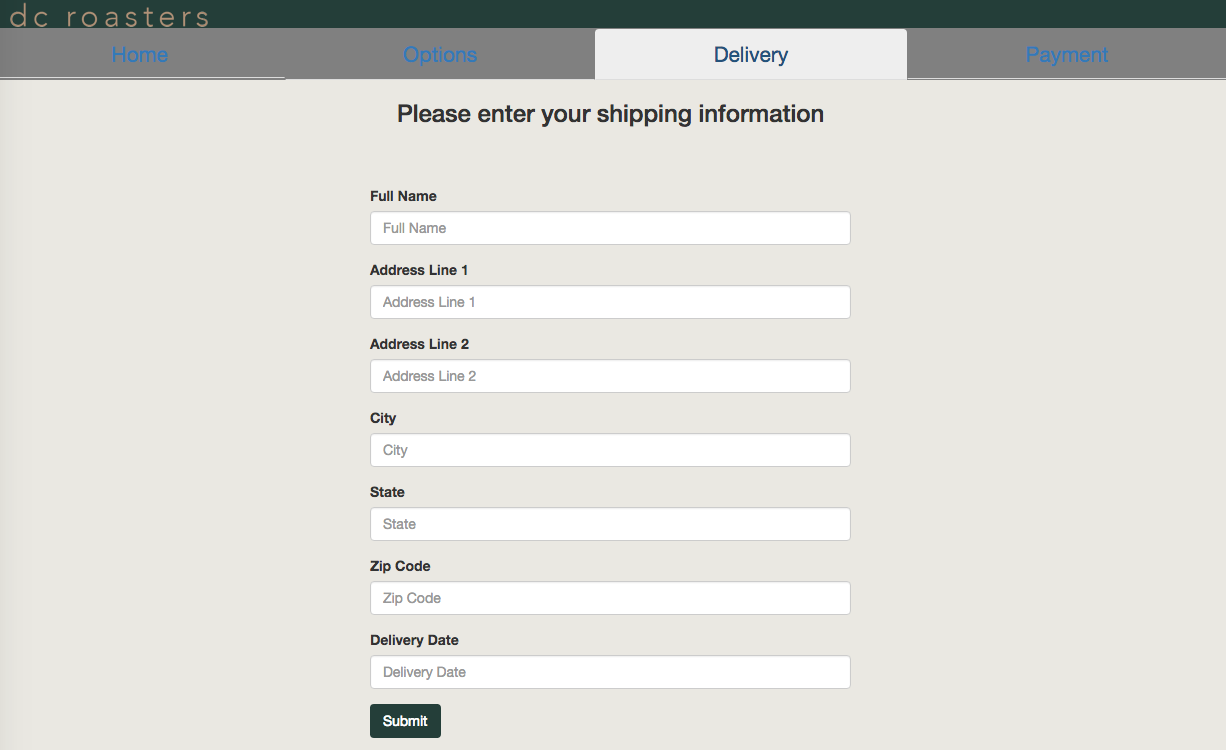 dc roasters
Home Options Delivery Payment
Please enter your shipping information
Full Name
Full Name
Address Line 1
Address Line 1
Address Line 2
Address Line 2
City
City
State
State
Zip Code
Zip Code
Delivery Date
Delivery Date
Submit